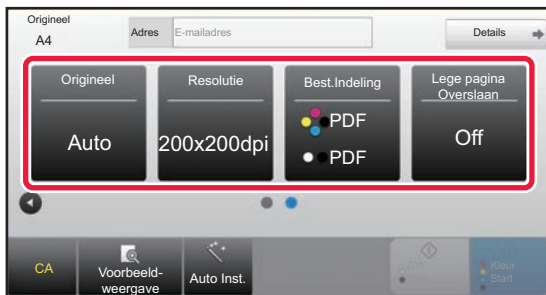 Origineel
A4
Adres
E-mailadres
Details
Origineel
Resolutie
Best.Indeling
Lege pagina
Overslaan
Auto
200x200dpi
PDF
PDF
Off
CA
Voorbeeld-
weergave
Auto Inst.
Z/W
Start
Kleur
Start